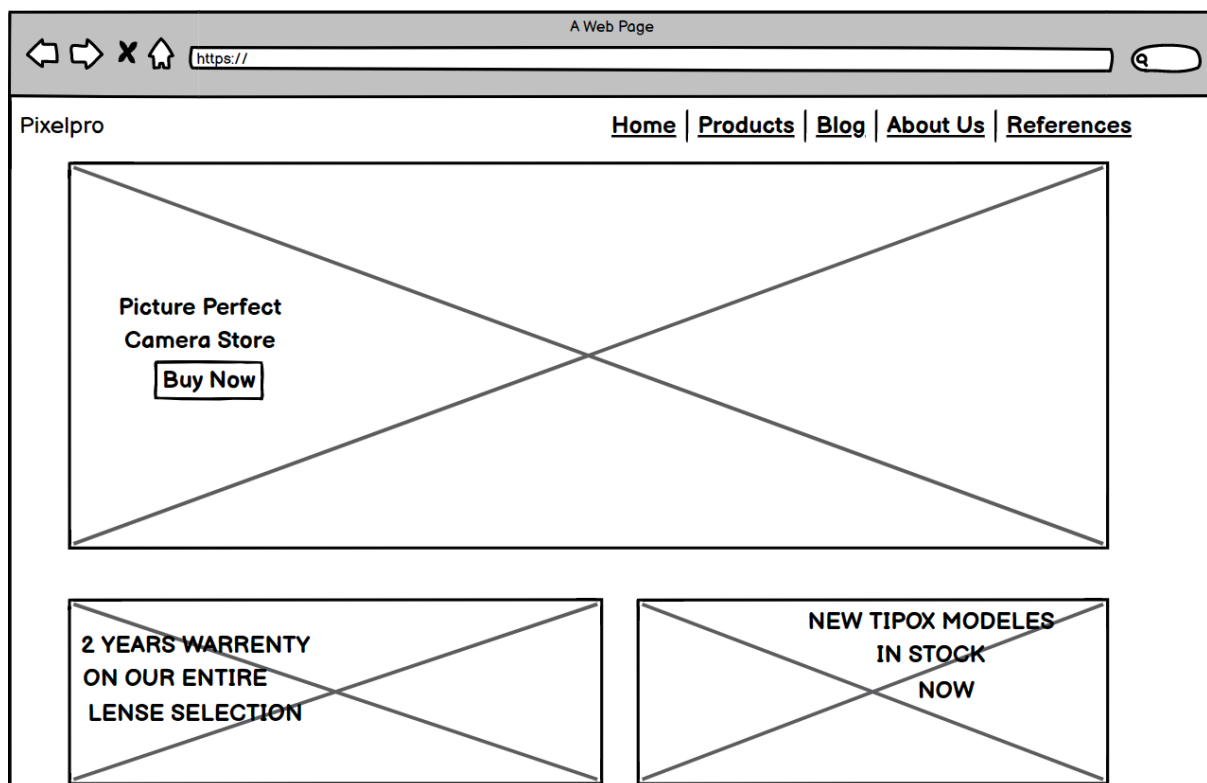 A Web Page
https://
Pixelpro
Home | Products | Blog | About Us | References
Picture Perfect
Camera Store
Buy Now
2 YEARS WARRENTY
ON OUR ENTIRE
LENSE SELECTION
NEW TIPOX MODELES
IN STOCK
NOW